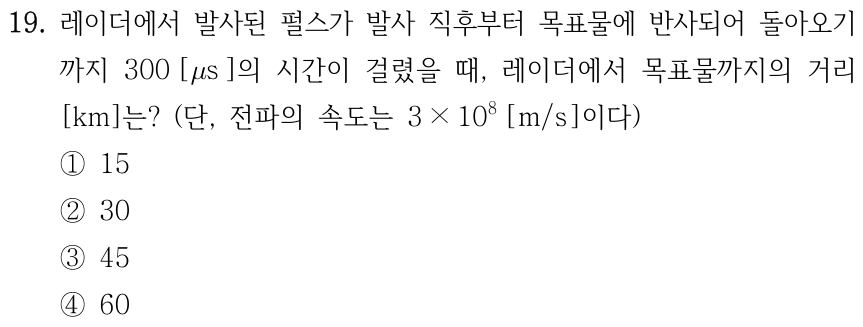 19. 레이더에서 발사된 펄스가 발사 직후부터 목표물에 반사되어 돌아오기
까지 300 [μs]의 시간이 걸렸을 때, 레이더에서 목표물까지의 거리
[km]는? (단, 전파의 속도는 3 × 10⁸ [m/s]이다)
① 15
② 30
③ 45
④ 60